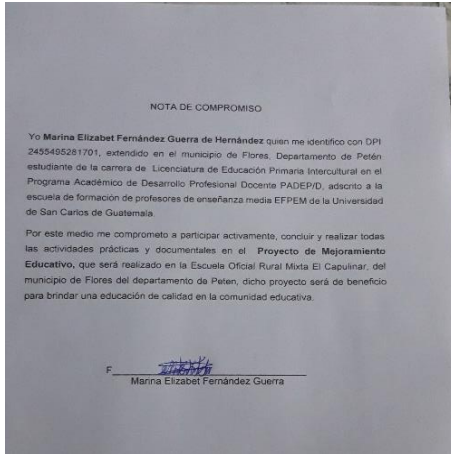 NOTA DE COMPROMISO
Yo Marina Elizabet Fernández Guerra de Hernández quien me identifico con DPI
2455495281701, extendido en el municipio de Flores, Departamento de Petén
estudiante de la carrera de Licenciatura de Educación Primaria Intercultural en el
Programa Académico de Desarrollo Profesional Docente PADEP/D, adscrito a la
escuela de formación de profesores de enseñanza media EFPEM de la Universidad
de San Carlos de Guatemala.
Por este medio me comprometo a participar activamente, concluir y realizar todas
las actividades prácticas y documentales en el Proyecto de Mejoramiento
Educativo, que será realizado en la Escuela Oficial Rural Mixta El Capulinar, del
municipio de Flores del departamento de Peten, dicho proyecto será de beneficio
para brindar una educación de calidad en la comunidad educativa.
F
Marina Elizabet Fernández Guerra